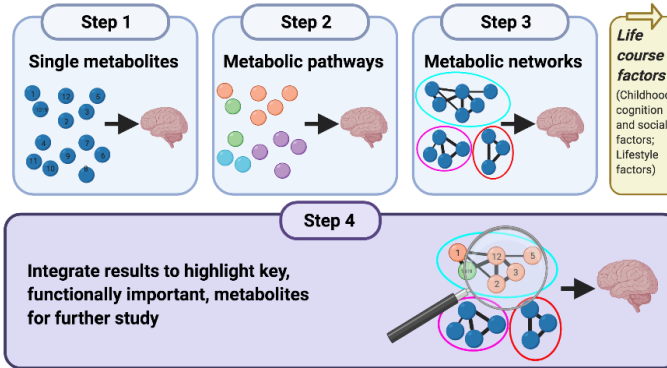 Step 1
Single metabolites
1
12
5
3
2
4
7
11
9
6
10
8
Step 2
Metabolic pathways
Step 3
Metabolic networks
Life
course
factors
(Childhood
cognition
and social
factors;
Lifestyle
factors)
Step 4
Integrate results to highlight key,
functionally important, metabolites
for further study
1
12
5
3
2